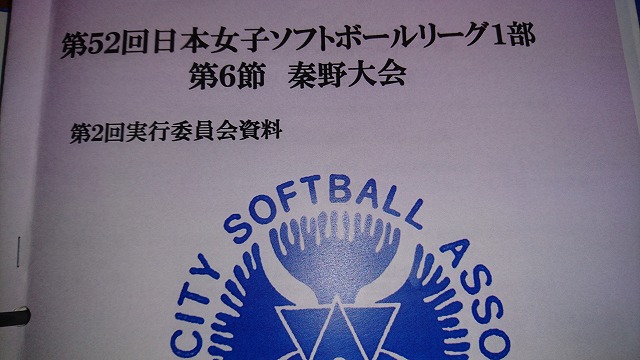 第52回日本女子ソフトボールリーグ1部
第6節 秦野大会
第2回実行委員会資料
CITY SOFTBALL ASSO